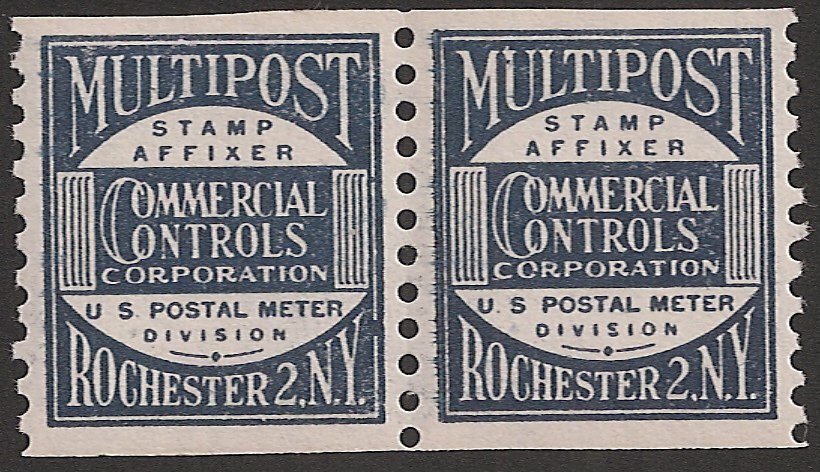 MULTIPOST
STAMP
AFFIXER
COMMERCIAL
CONTROLS
CORPORATION
U S. POSTAL METER
DIVISION
ROCHESTER 2, N.Y.
MULTIPOST
STAMP
AFFIXER
COMMERCIAL
CONTROLS
CORPORATION
U. S POSTAL METER
DIVISION
ROCHESTER 2, N.Y.